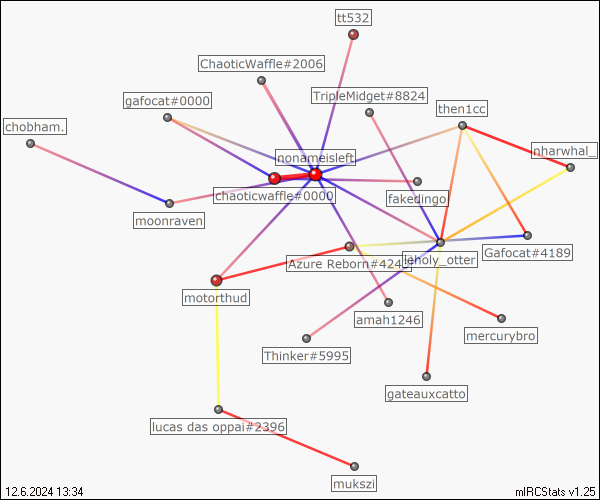 tt532
ChaoticWaffle#2006
gafocat#0000
TripleMidget#8824
then1cc
chobham.
nharwhal_
nonameisleft
chaoticwaffle#0000
fakedingo
moonraven
Gafocat#4189
Azure Reborn#424
leholy_otter
motorthud
amah1246
mercurybro
Thinker#5995
gateauxcatto
lucas das oppai#2396
mukszi
12.6.2024 13:34
mIRCStats v1.25